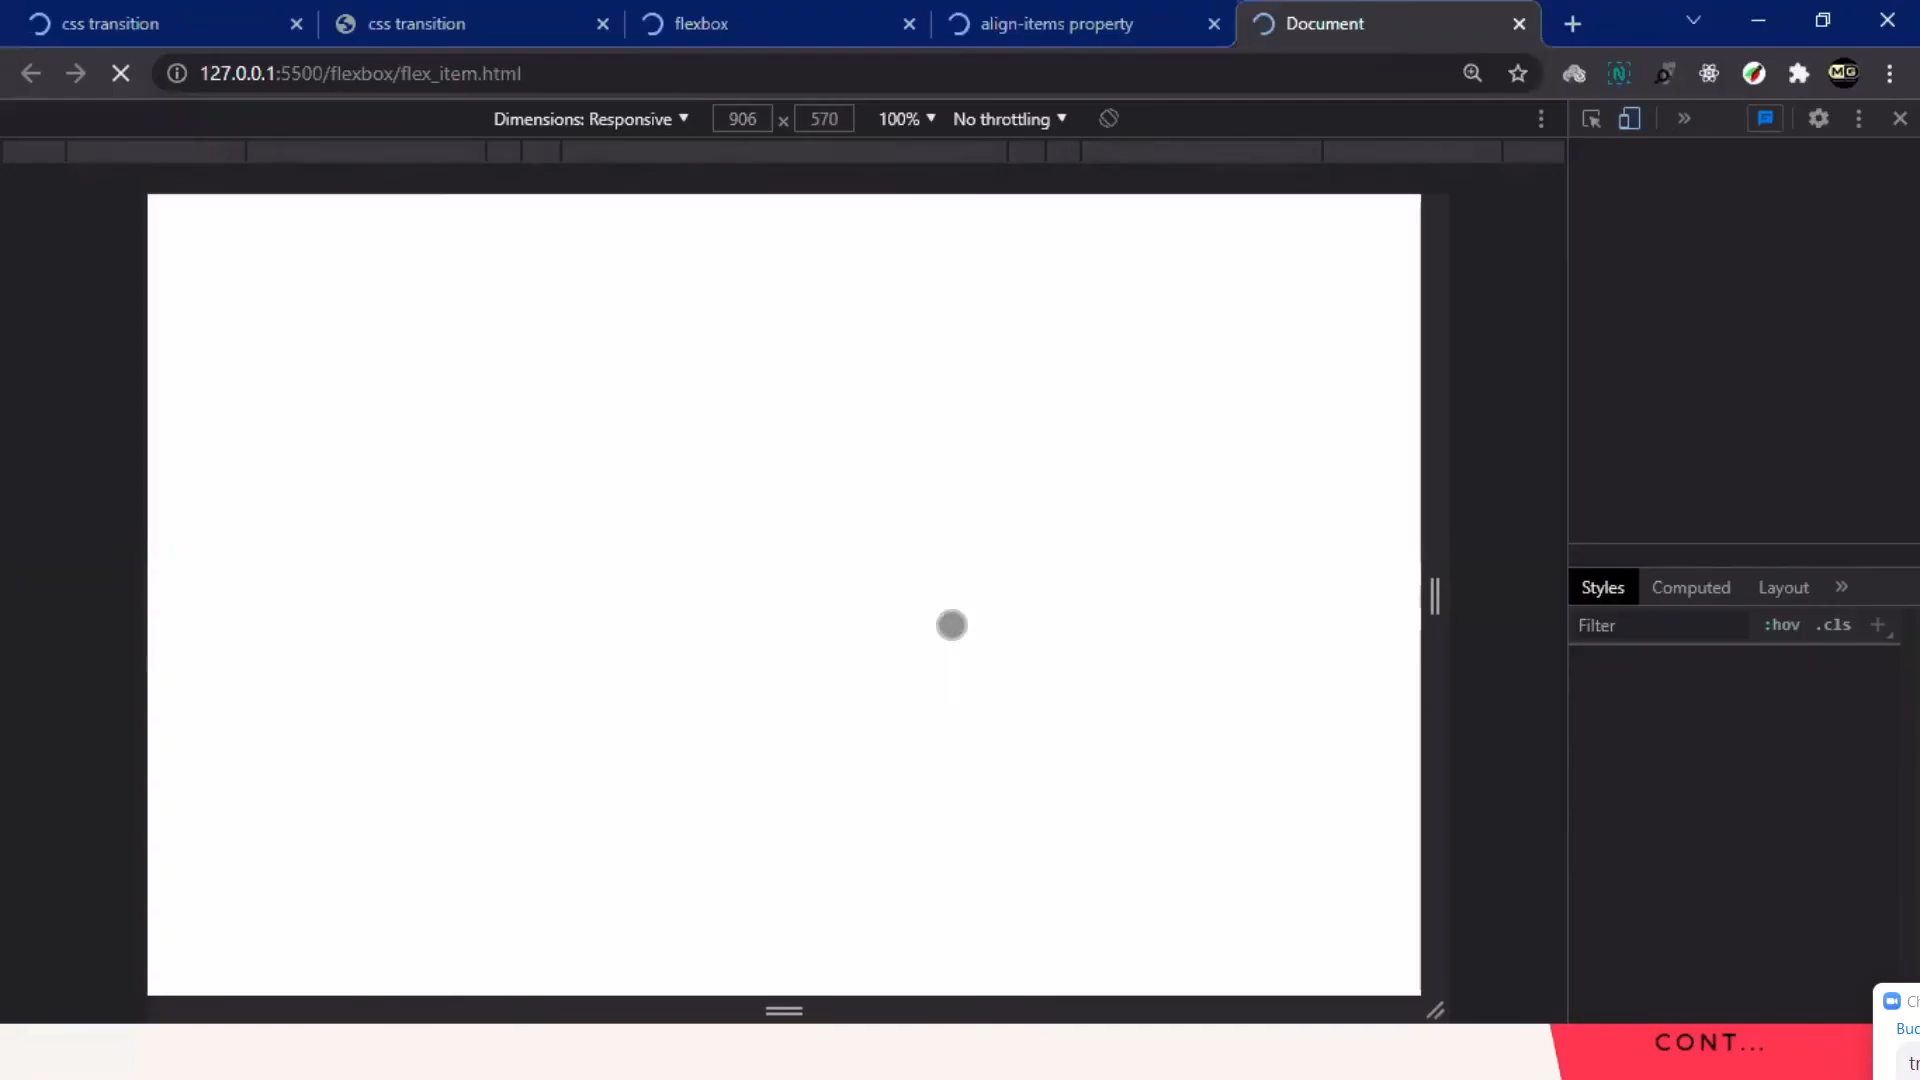 css transition
css transition
flexbox
align-items property
Document
127.0.0.1:5500/flexbox/flex_item.html
MG
Dimensions: Responsive
906 x 570
100%
No throttling
Styles
Computed
Layout
Filter
:hov
.cls
CONT...